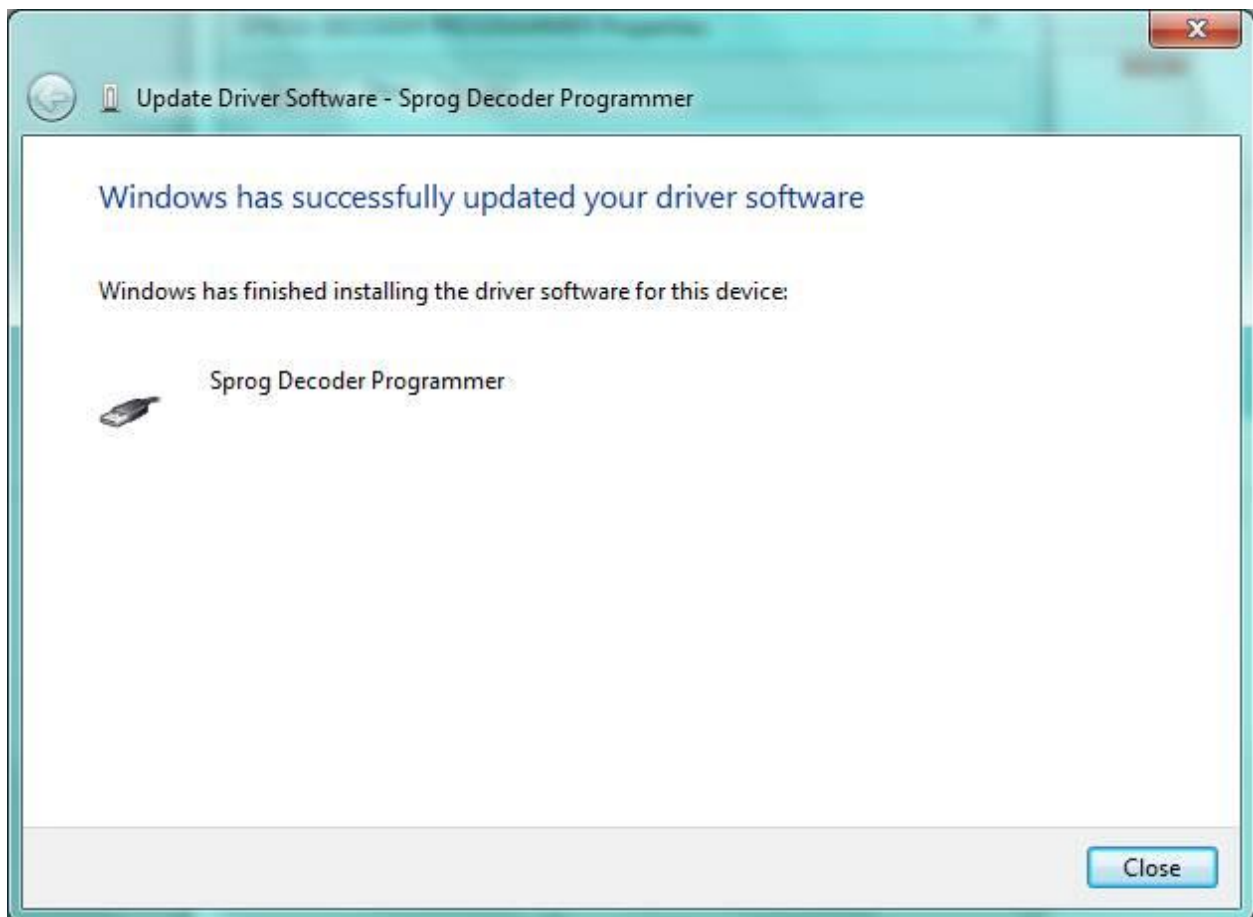 Update Driver Software - Sprog Decoder Programmer
Windows has successfully updated your driver software
Windows has finished installing the driver software for this device:
Sprog Decoder Programmer
Close